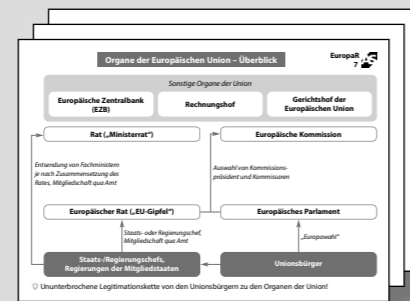 Organe der Europäischen Union – Überblick
EuropaR
7
Sonstige Organe der Union
Europäische Zentralbank
(EZB)
Rechnungshof
Gerichtshof der
Europäischen Union
Rat („Ministerrat“)
Europäische Kommission
Entsendung von Fachministern
je nach Zusammensetzung des
Rates, Mitgliedschaft qua Amt
Auswahl von Kommissions-
präsident und Kommissaren
Europäischer Rat („EU-Gipfel“)
Europäisches Parlament
Staats- oder Regierungschef,
Mitgliedschaft qua Amt
„Europawahl“
Staats-/Regierungschefs,
Regierungen der Mitgliedstaaten
Unionsbürger
Ununterbrochene Legitimationskette von den Unionsbürgern zu den Organen der Union!